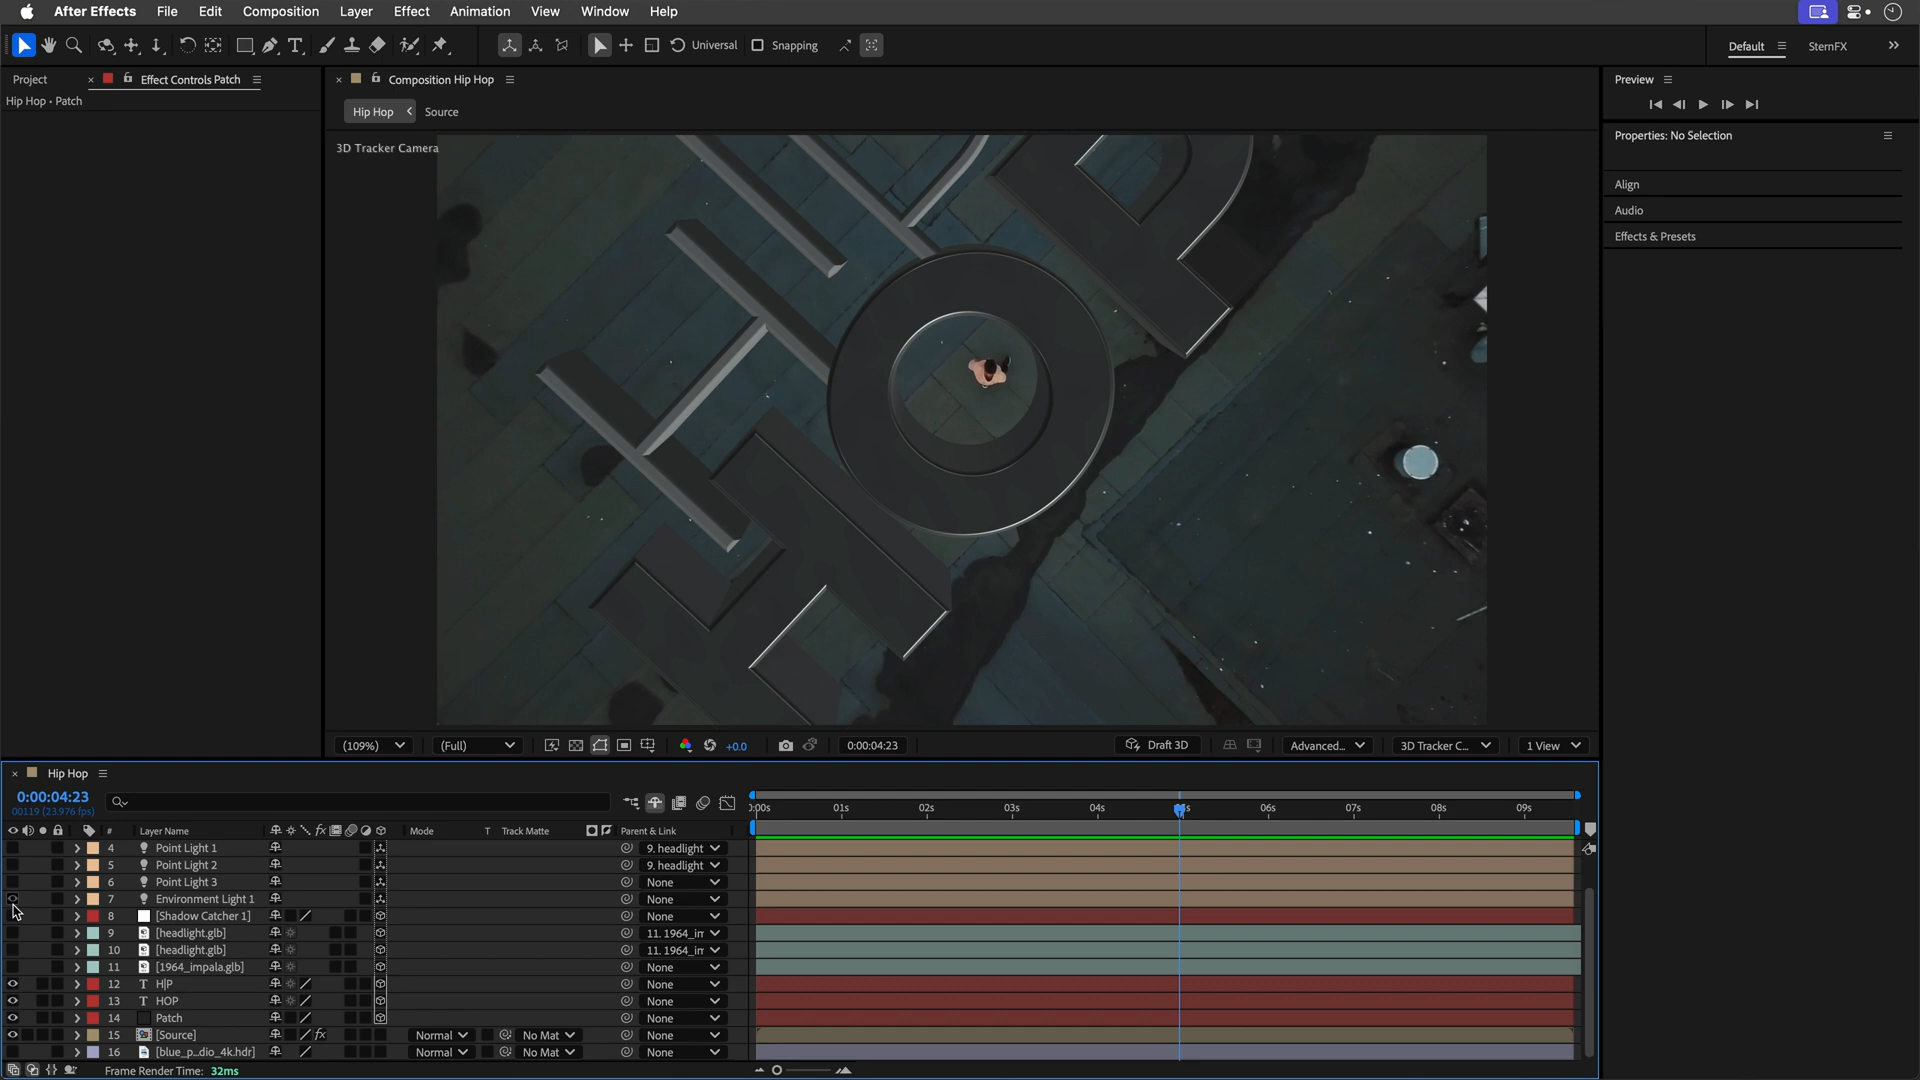 After Effects File Edit Composition Layer Effect Animation View Window Help
Universal Snapping Default SternFX
Project Effect Controls Patch Composition Hip Hop Preview
Hip Hop • Patch
Hip Hop Source
Properties: No Selection
3D Tracker Camera
Align
Audio
Effects & Presets
(109%) (Full) +0.0 0:00:04:23 Draft 3D Advanced... 3D Tracker C... 1 View
Hip Hop
0:00:04:23
00119 (23.976 fps)
:00s 01s 02s 03s 04s 06s 07s 08s 09s
# Layer Name fx Mode T Track Matte Parent & Link
4 Point Light 1 9. headlight
5 Point Light 2 9. headlight
6 Point Light 3 None
7 Environment Light 1 None
8 [Shadow Catcher 1] None
9 [headlight.glb] 11. 1964_im
10 [headlight.glb] 11. 1964_im
11 [1964_impala.glb] None
12 T H|P None
13 T HOP None
14 Patch None
15 [Source] fx Normal No Mat None
16 [blue_p...dio_4k.hdr] Normal No Mat None
Frame Render Time: 32ms